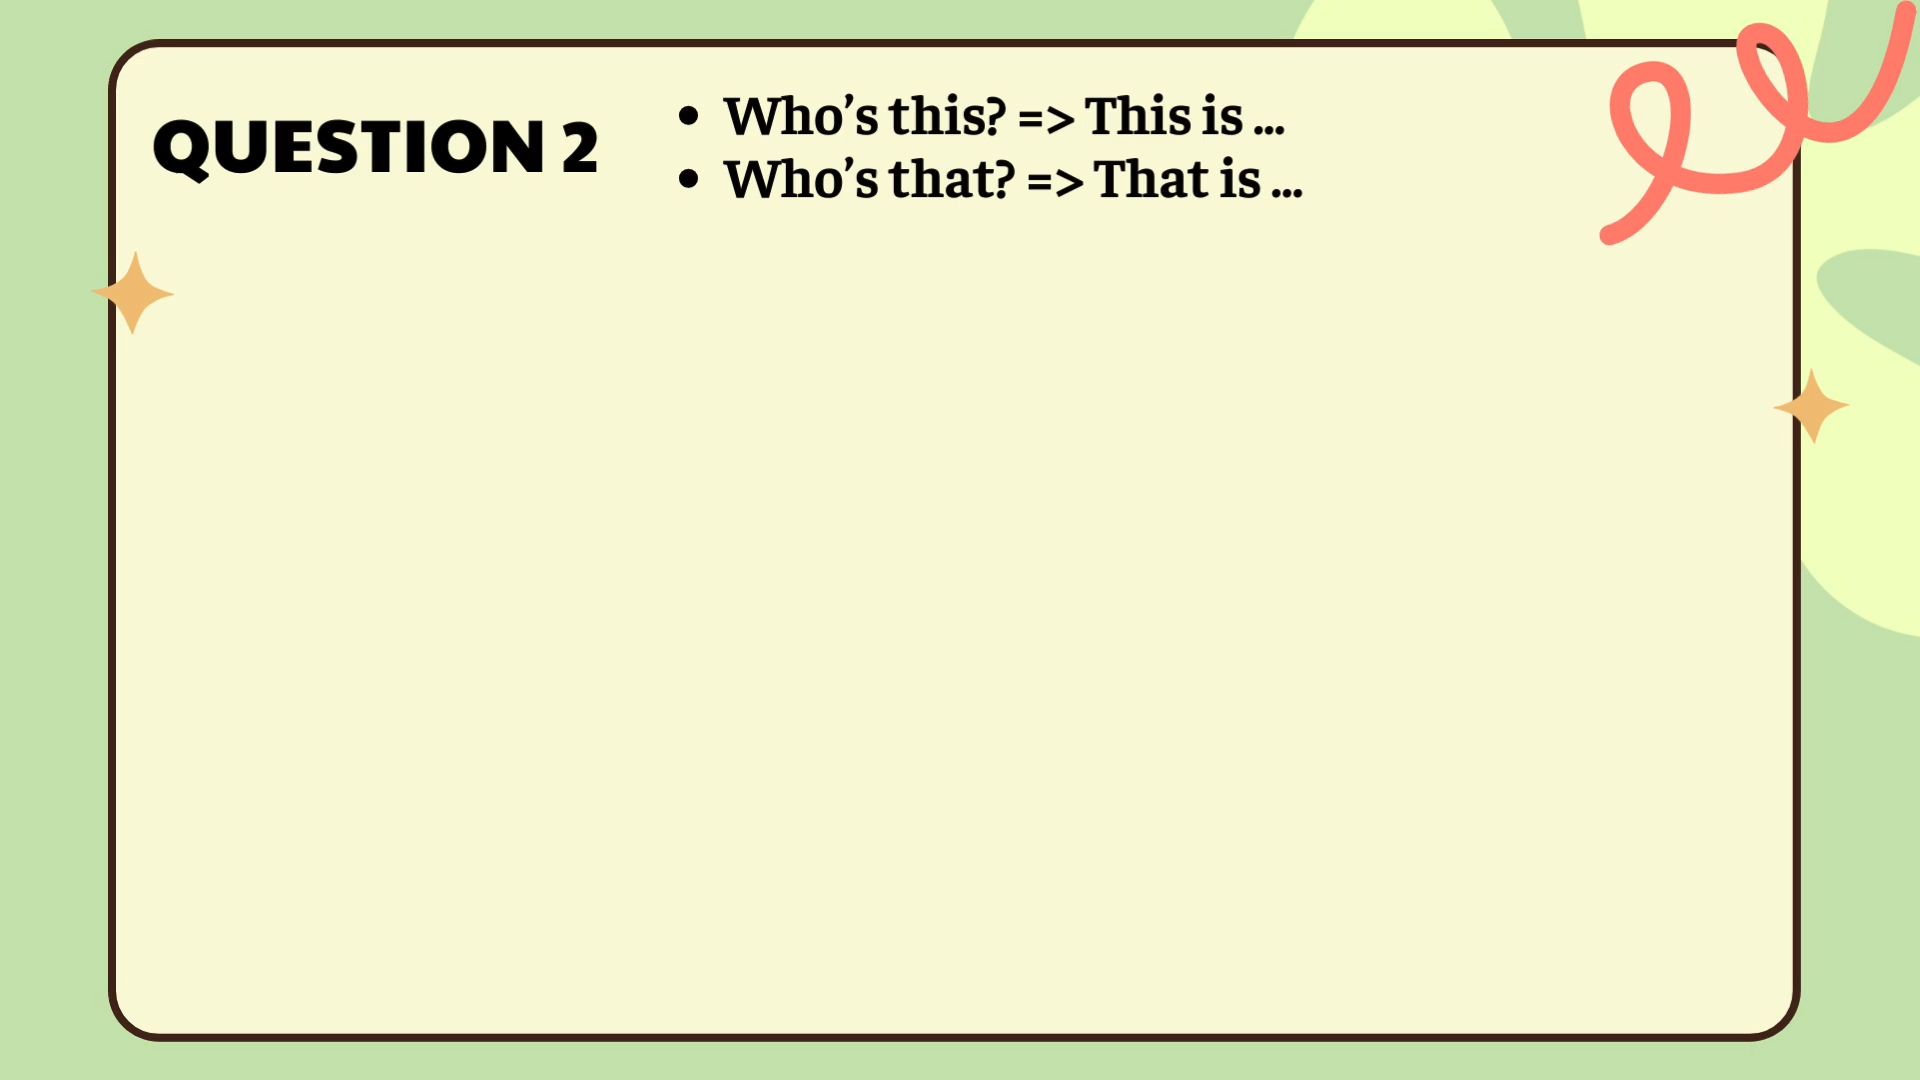 QUESTION 2
• Who’s this? => This is ...
• Who’s that? => That is ...